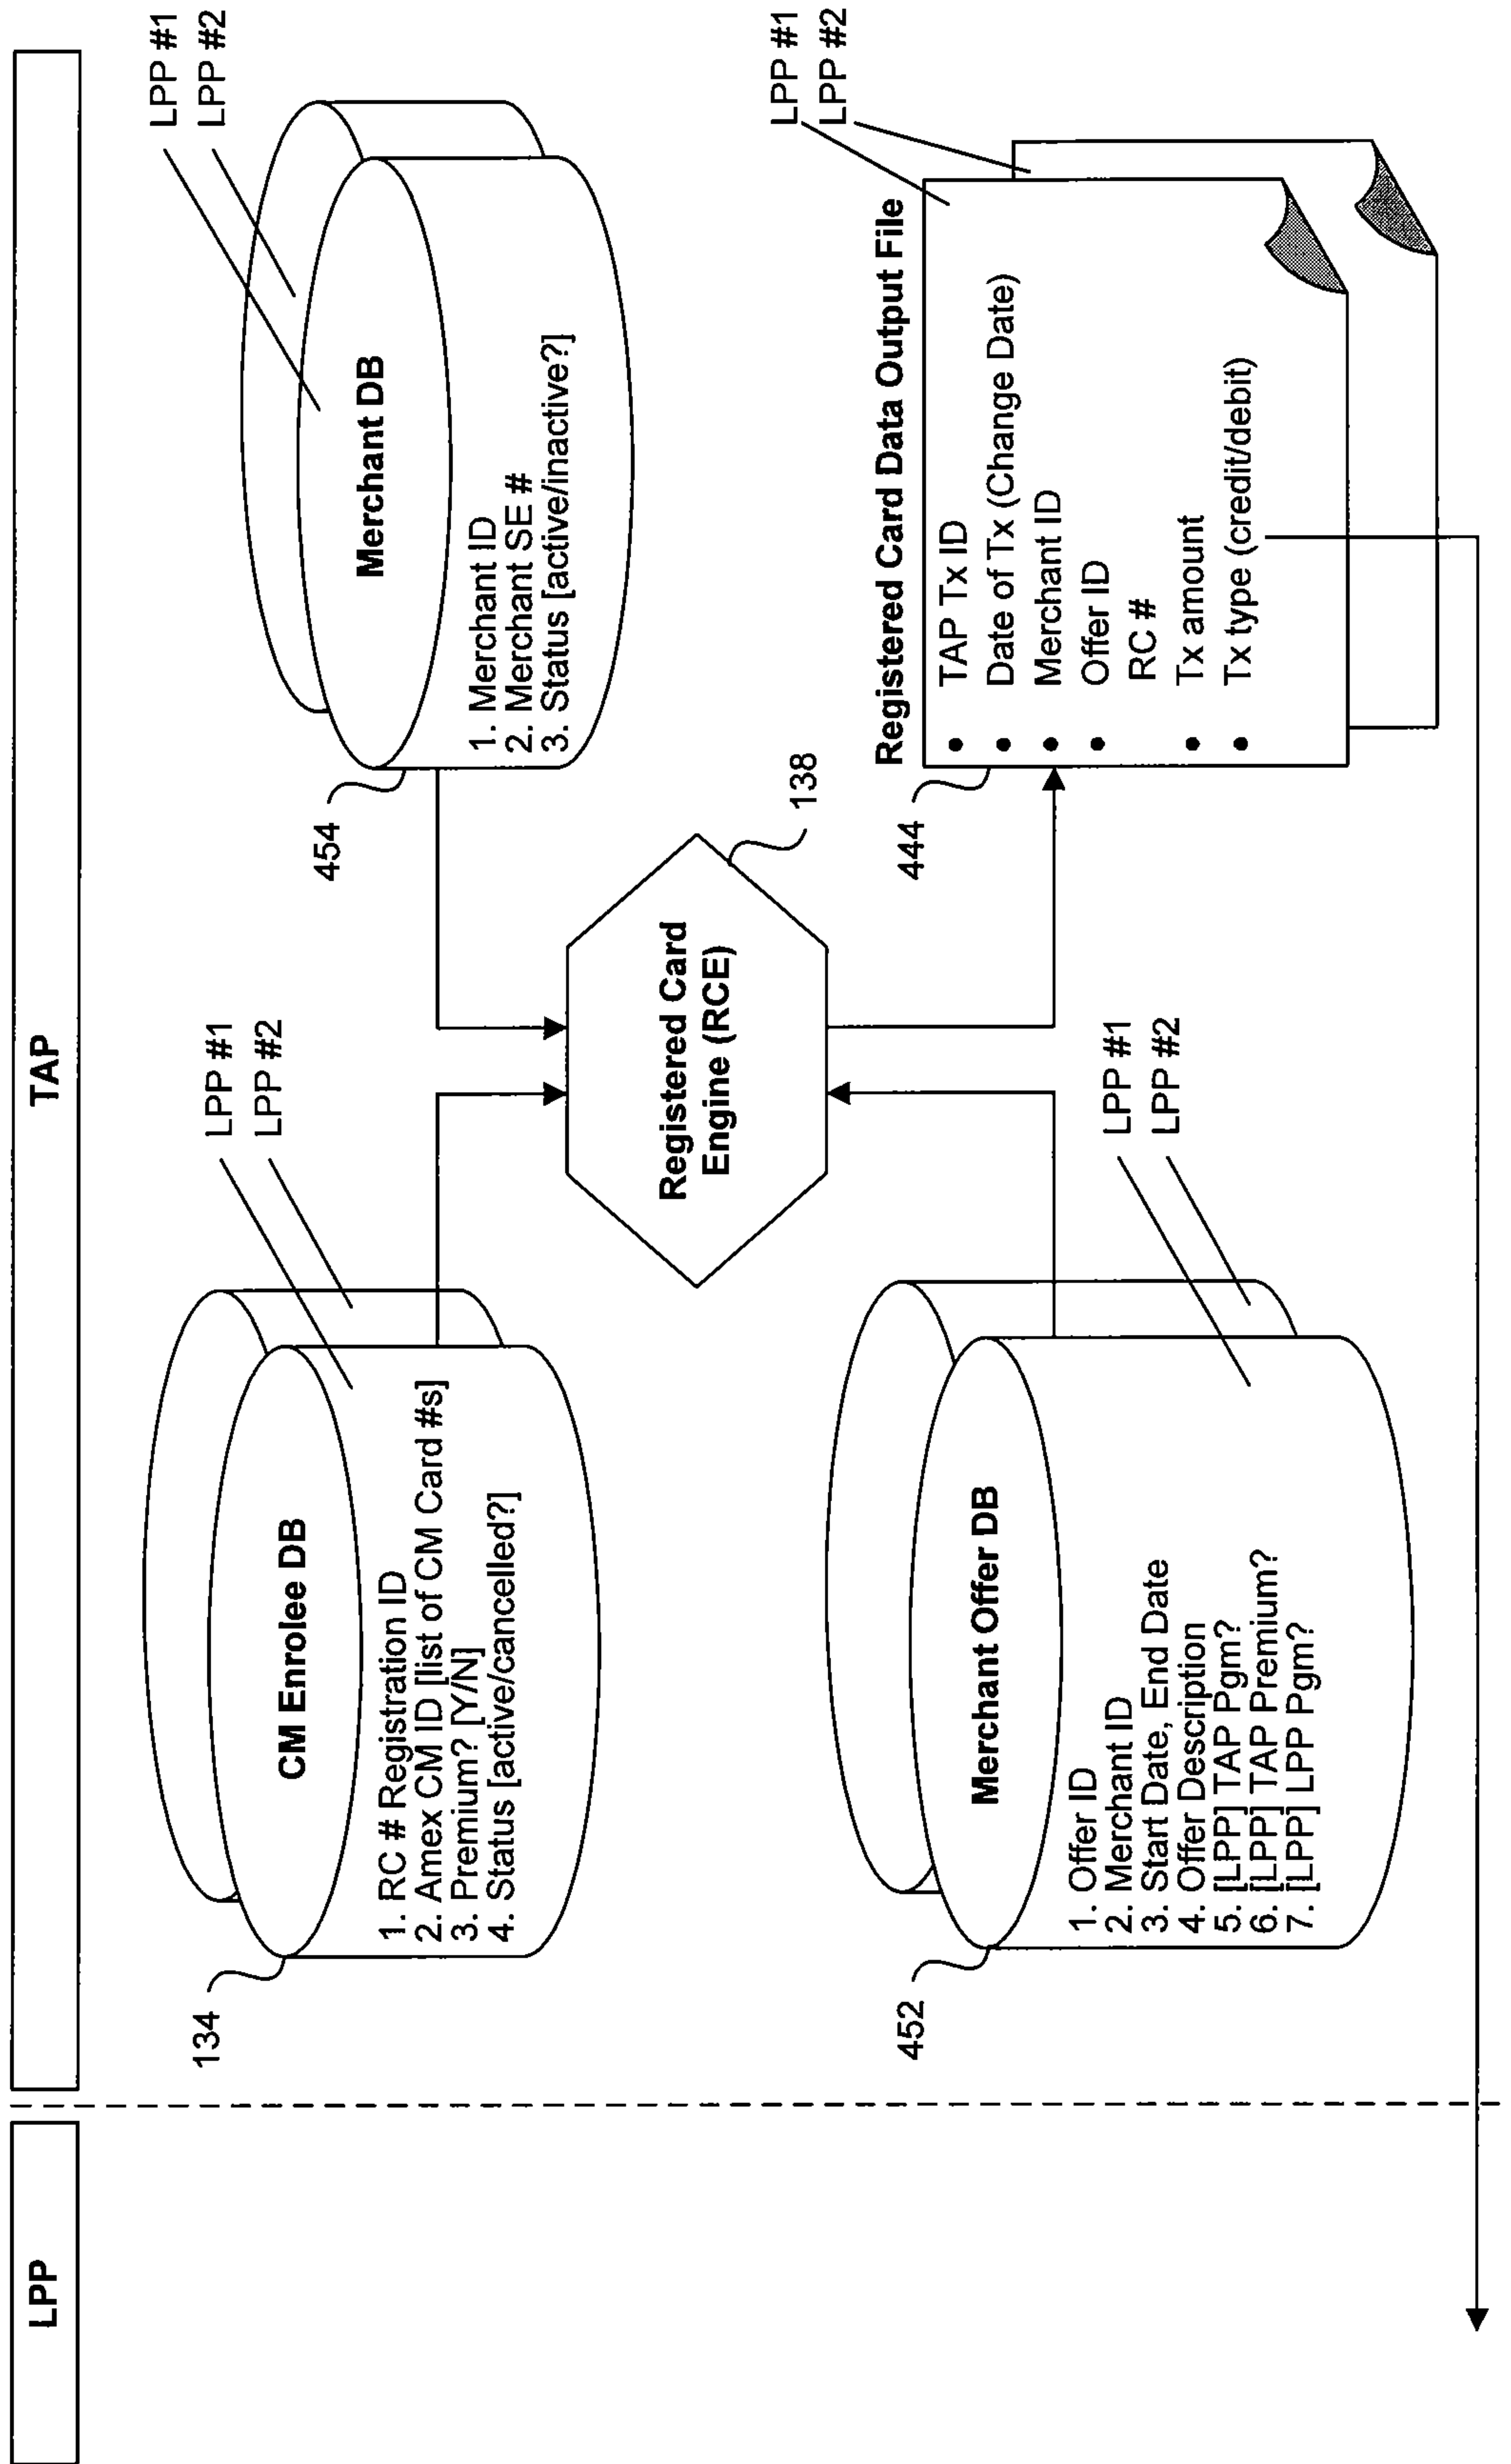 LPP
TAP
LPP #1
LPP #2
CM Enrolee DB
1. RC # Registration ID
2. Amex CM ID [list of CM Card #s]
3. Premium? [Y/N]
4. Status [active/cancelled?]
134
LPP #1
LPP #2
Merchant DB
1. Merchant ID
2. Merchant SE #
3. Status [active/inactive?]
454
Registered Card
Engine (RCE)
138
LPP #1
LPP #2
Merchant Offer DB
1. Offer ID
2. Merchant ID
3. Start Date, End Date
4. Offer Description
5. [LPP] TAP Pgm?
6. [LPP] TAP Premium?
7. [LPP] LPP Pgm?
452
LPP #1
LPP #2
Registered Card Data Output File
444
• TAP Tx ID
• Date of Tx (Change Date)
• Merchant ID
• Offer ID
RC #
• Tx amount
• Tx type (credit/debit)